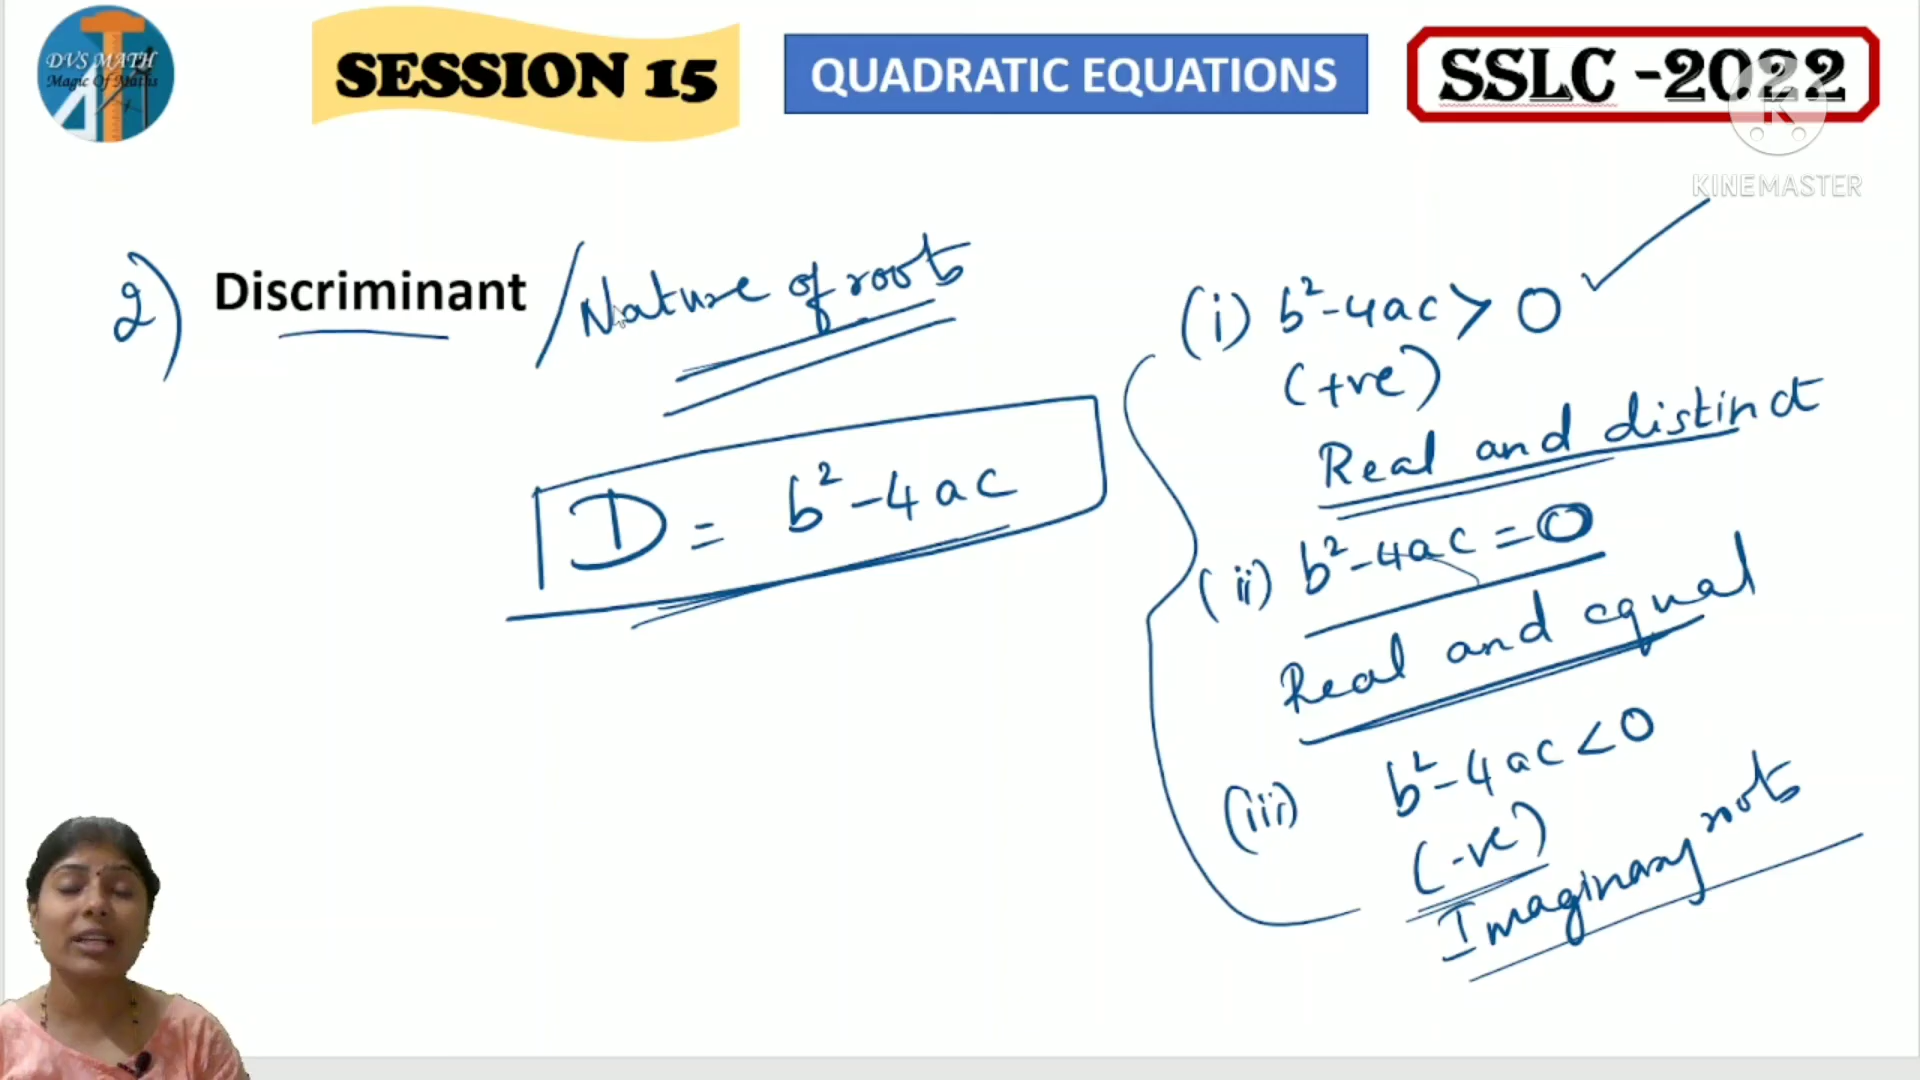 DVS MATH
Magic Of Maths
SESSION 15
QUADRATIC EQUATIONS
SSLC -2022
KINEMASTER
2) Discriminant / Nature of roots
D = b²-4ac
(i) b²-4ac > 0
(+ve)
Real and distinct
(ii) b²-4ac = 0
Real and equal
(iii) b²-4ac < 0
(-ve)
Imaginary roots